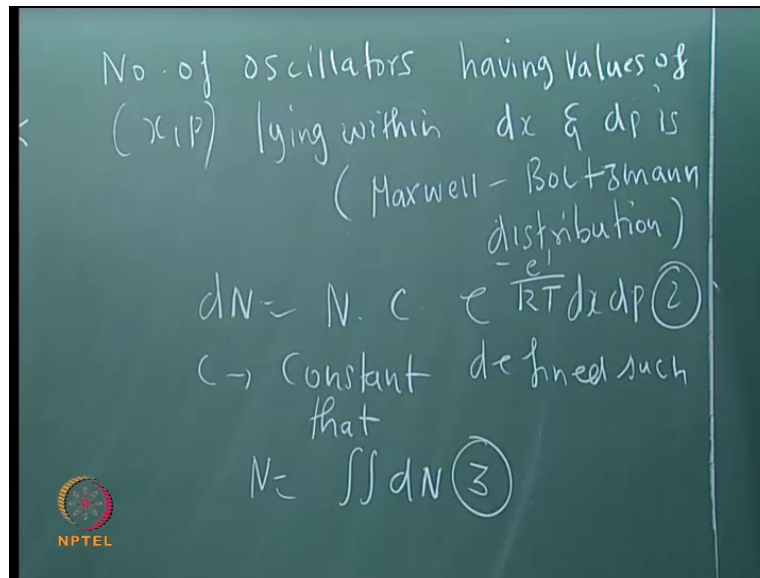 No. of oscillators having values of
(x, p) lying within dx & dp is
(Maxwell - Boltzmann
distribution)
dN = N. C. e^{-e'/kT} dx dp ②
C → Constant defined such
that
N = ∫∫ dN ③
NPTEL